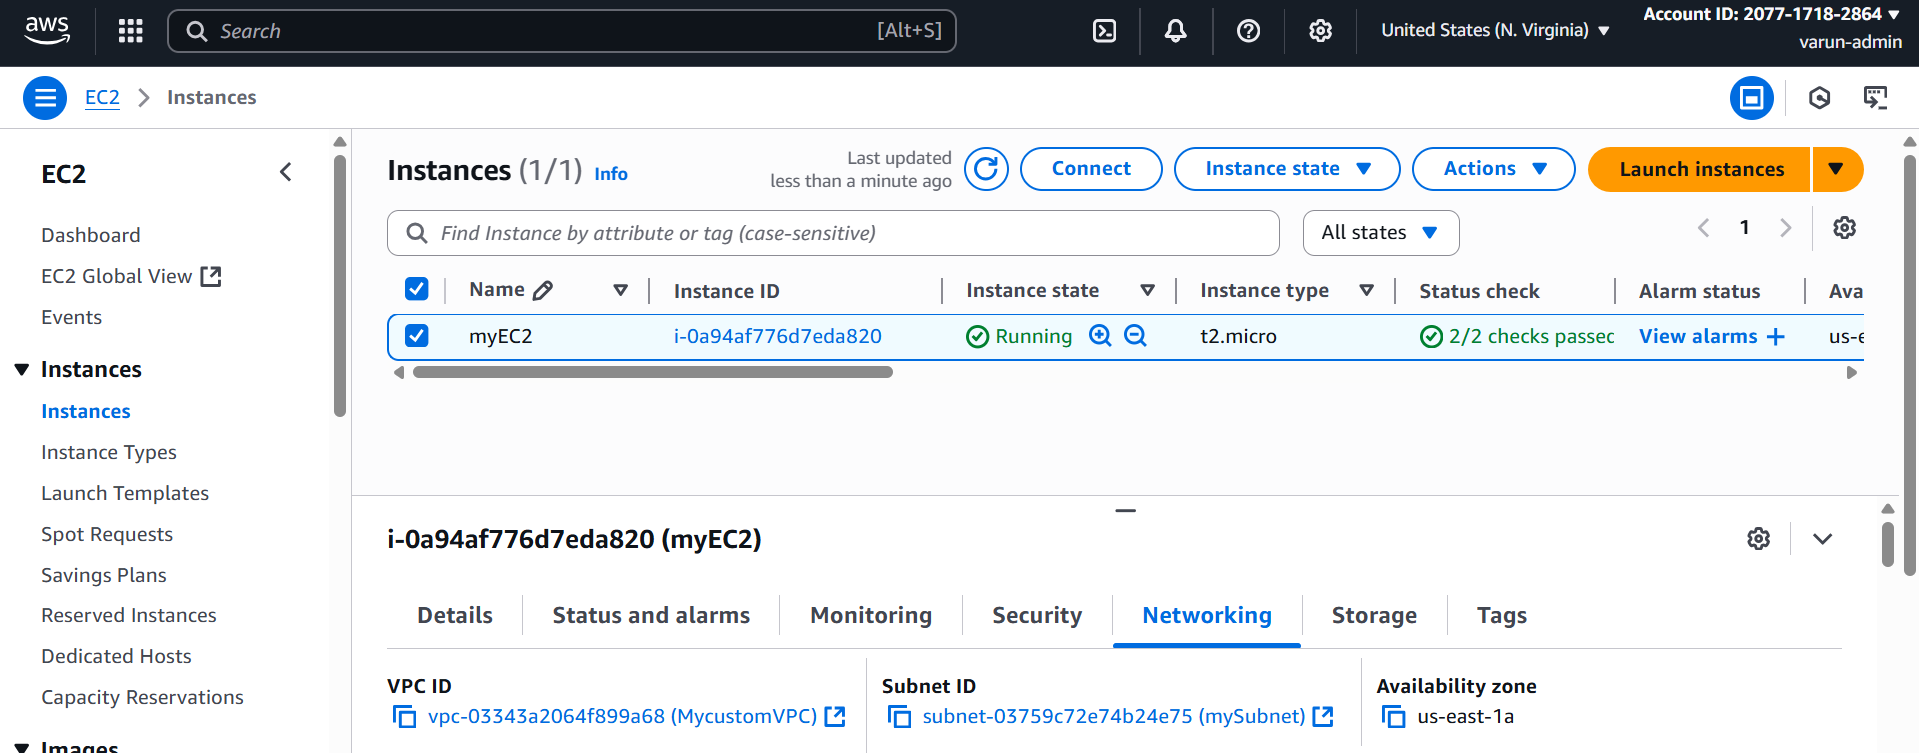 aws
Search
[Alt+S]
United States (N. Virginia)
Account ID: 2077-1718-2864
varun-admin
EC2
Instances
EC2
Dashboard
EC2 Global View
Events
Instances
Instances
Instance Types
Launch Templates
Spot Requests
Savings Plans
Reserved Instances
Dedicated Hosts
Capacity Reservations
Images
Instances (1/1) Info
Last updated
less than a minute ago
Connect
Instance state
Actions
Launch instances
Find Instance by attribute or tag (case-sensitive)
All states
1
Name Instance ID Instance state Instance type Status check Alarm status Ava
myEC2 i-0a94af776d7eda820 Running t2.micro 2/2 checks passec View alarms + us-e
i-0a94af776d7eda820 (myEC2)
Details Status and alarms Monitoring Security Networking Storage Tags
VPC ID
vpc-03343a2064f899a68 (MycustomVPC)
Subnet ID
subnet-03759c72e74b24e75 (mySubnet)
Availability zone
us-east-1a